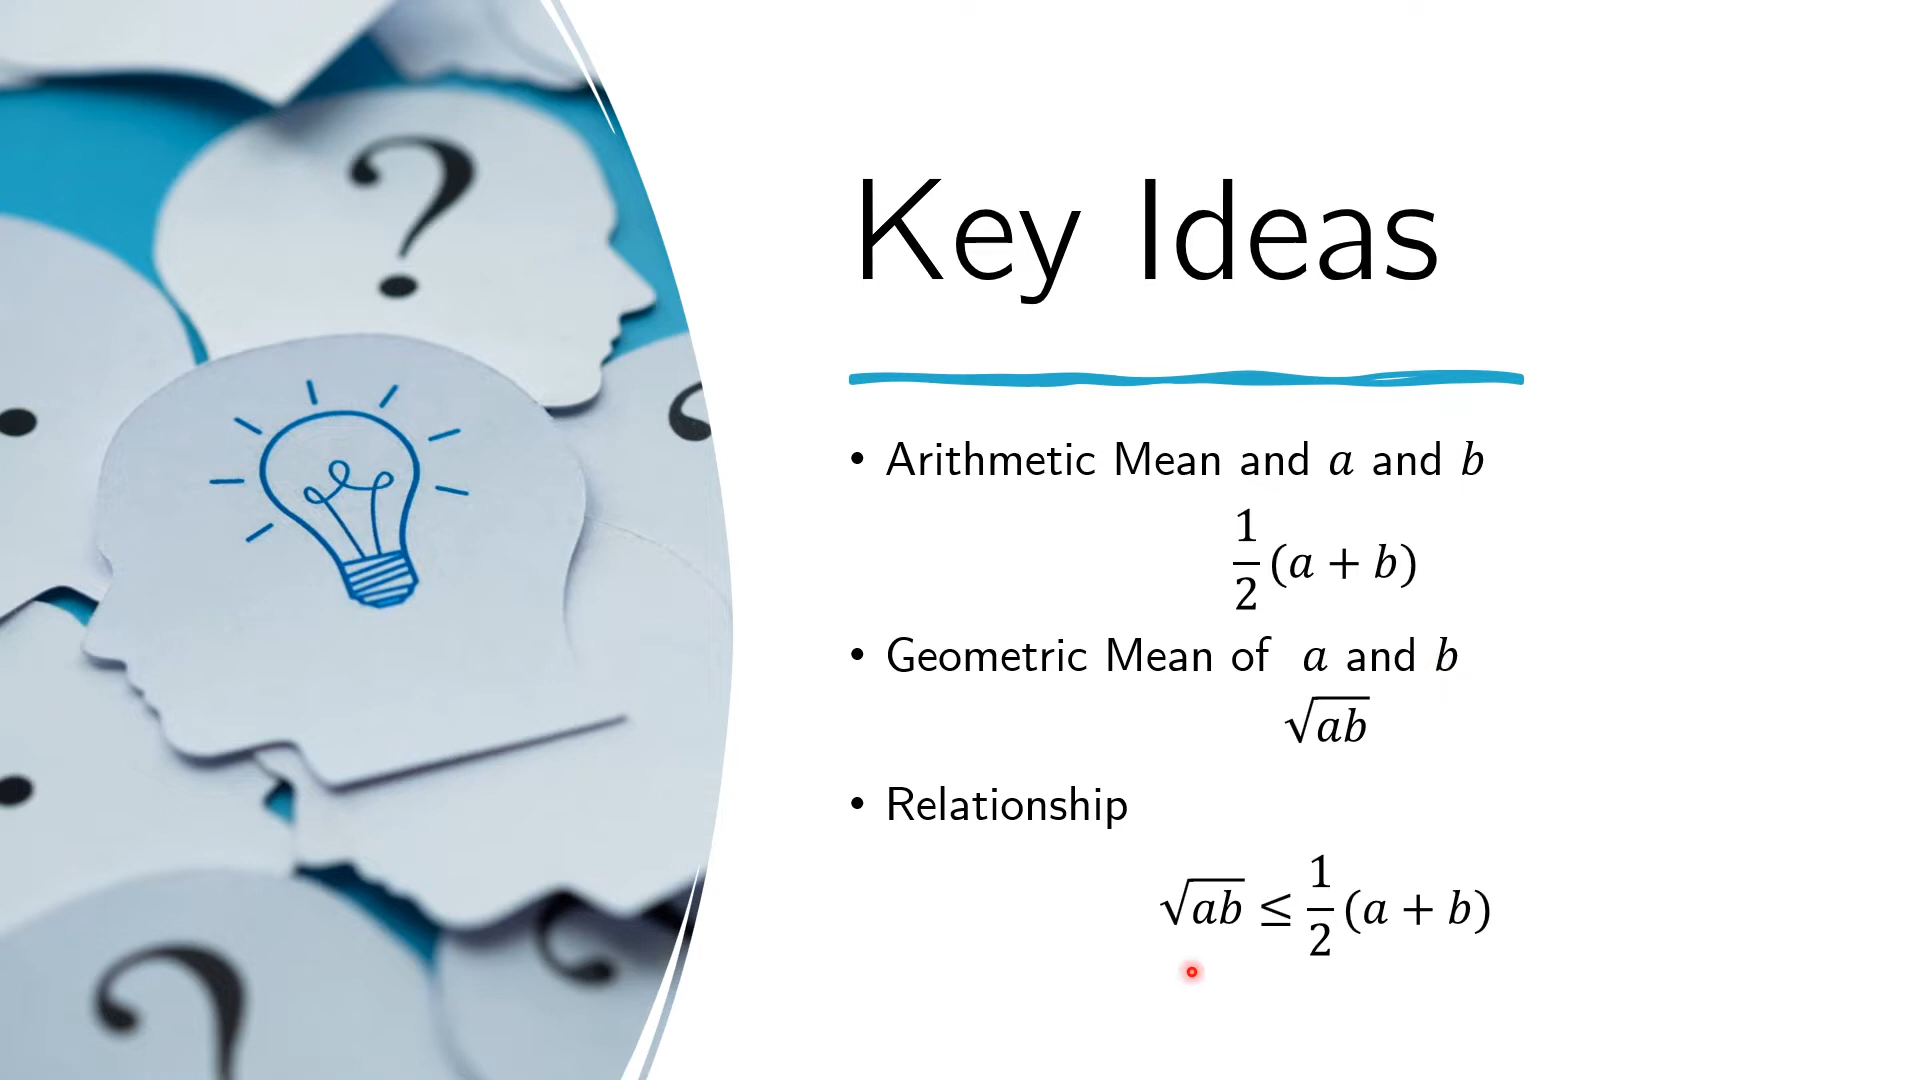 ?
Key Ideas
• Arithmetic Mean and a and b
1/2 (a + b)
• Geometric Mean of a and b
√ab
• Relationship
√ab ≤ 1/2 (a + b)
?